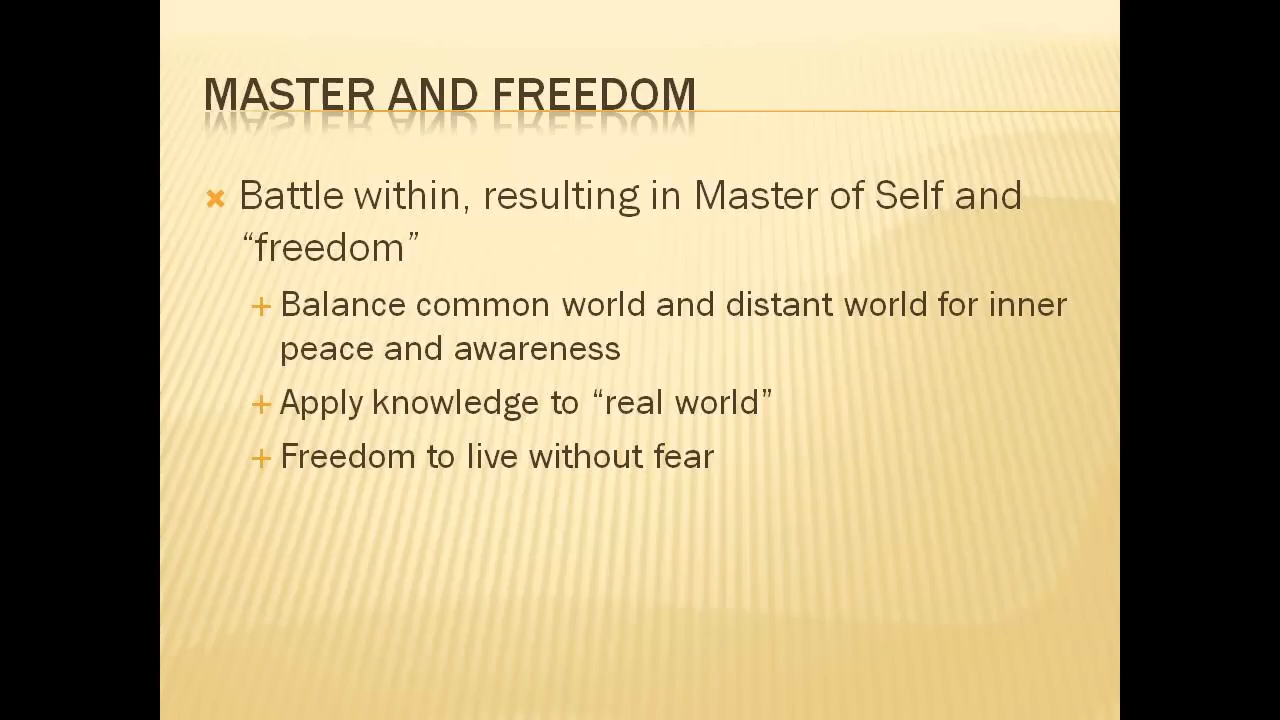 MASTER AND FREEDOM
Battle within, resulting in Master of Self and
“freedom”
Balance common world and distant world for inner
peace and awareness
Apply knowledge to “real world”
Freedom to live without fear